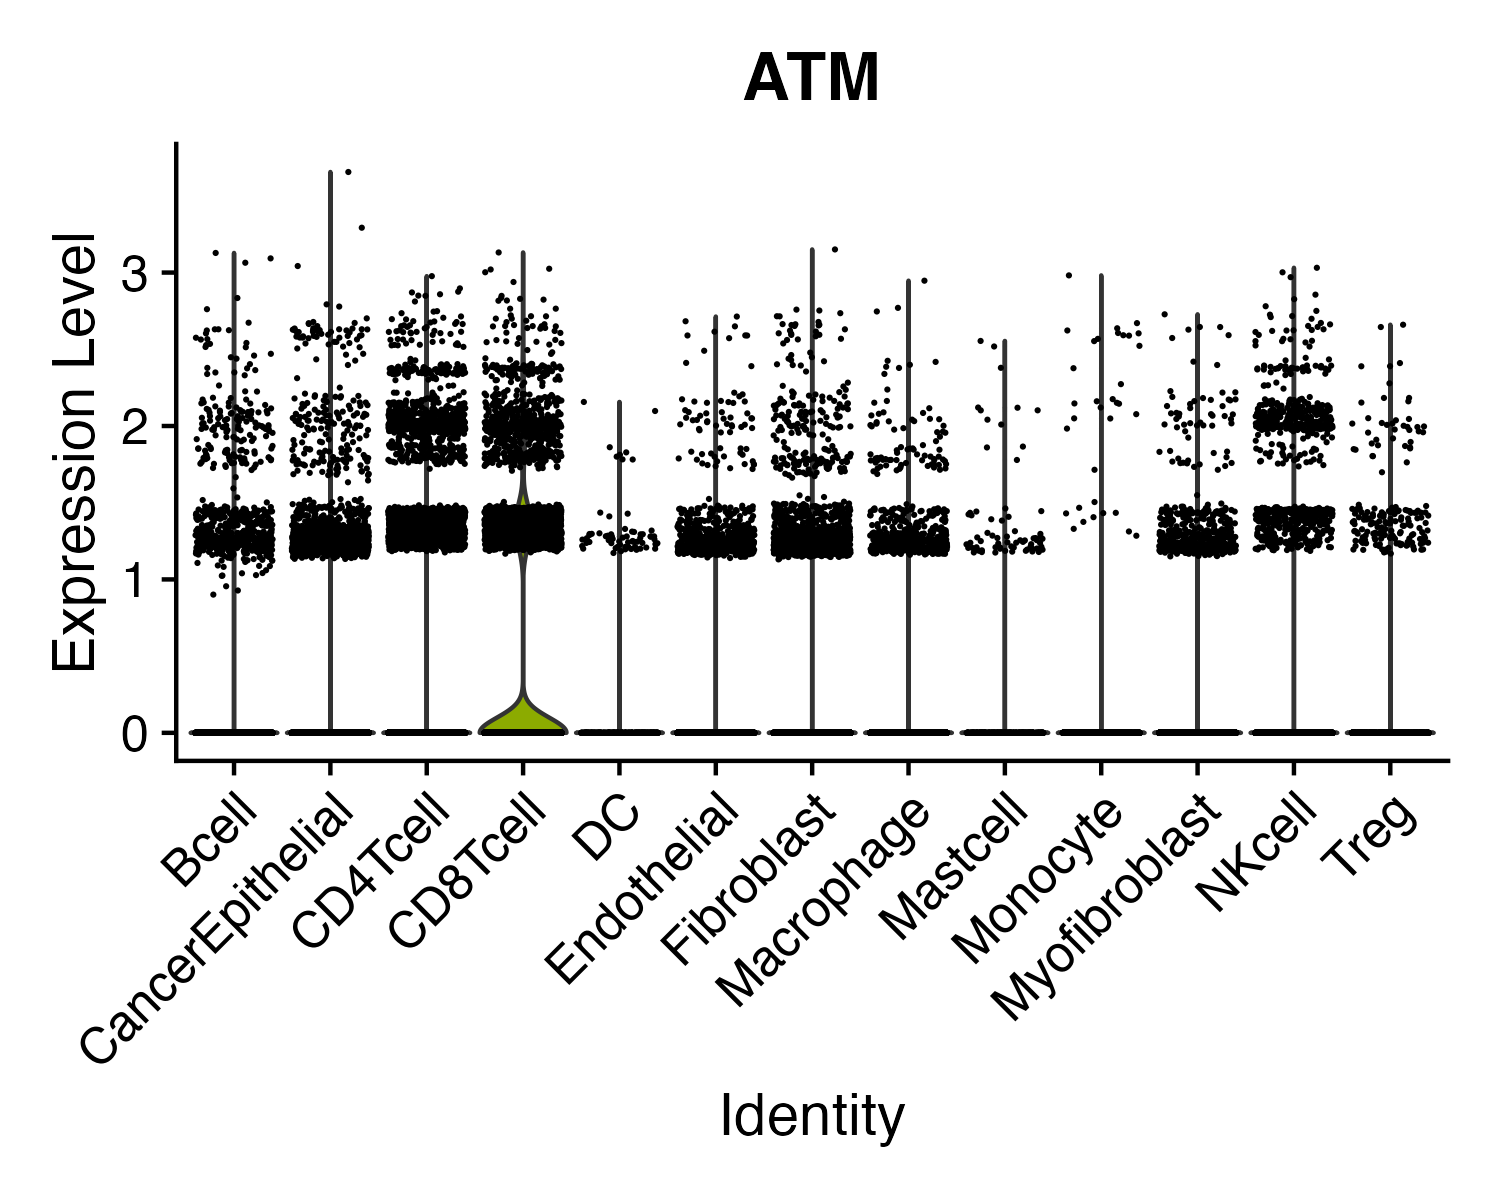 ATM
Expression Level
3
2
1
0
Bcell
CancerEpithelial
CD4Tcell
CD8Tcell
DC
Endothelial
Fibroblast
Macrophage
Mastcell
Monocyte
Myofibroblast
NKcell
Treg
Identity